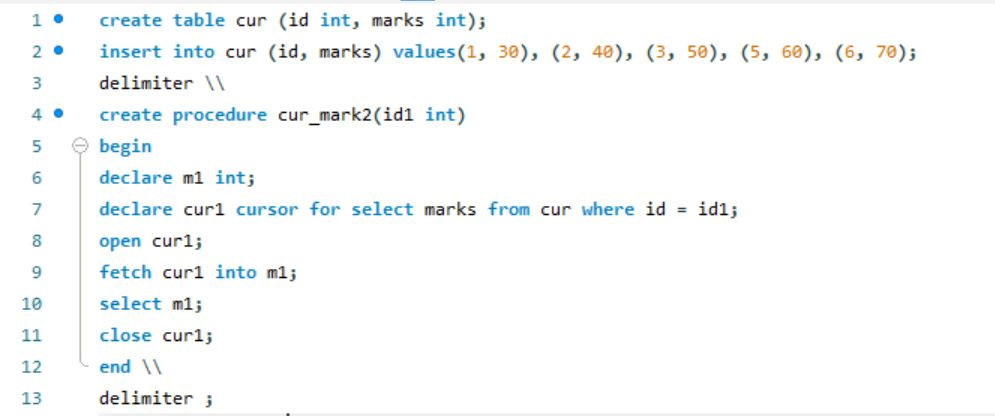 1 create table cur (id int, marks int);
2 insert into cur (id, marks) values(1, 30), (2, 40), (3, 50), (5, 60), (6, 70);
3 delimiter \\
4 create procedure cur_mark2(id1 int)
5 begin
6 declare m1 int;
7 declare cur1 cursor for select marks from cur where id = id1;
8 open cur1;
9 fetch cur1 into m1;
10 select m1;
11 close cur1;
12 end \\
13 delimiter ;